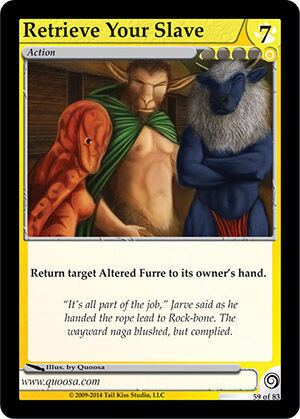 Retrieve Your Slave
7
Action
Return target Altered Furre to its owner's hand.
"It's all part of the job," Jarve said as he
handed the rope lead to Rock-bone. The
wayward naga blushed, but complied.
Illus. by Quoosa
www.quoosa.com
59 of 83
© 2009-2014 Tail Kiss Studio, LLC